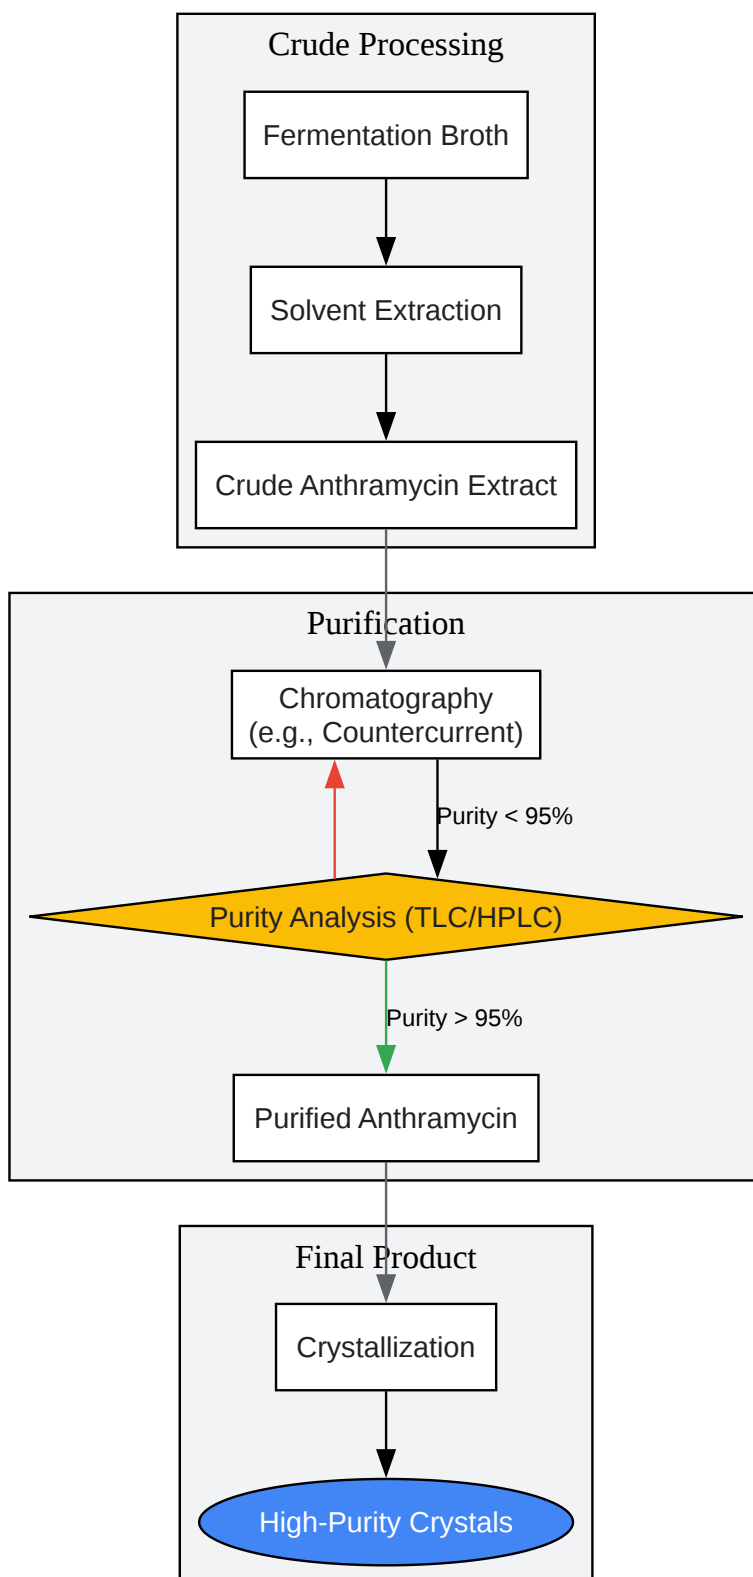 Crude Processing
Fermentation Broth
Solvent Extraction
Crude Anthramycin Extract
Purification
Chromatography
(e.g., Countercurrent)
Purity < 95%
Purity Analysis (TLC/HPLC)
Purity > 95%
Purified Anthramycin
Final Product
Crystallization
High-Purity Crystals